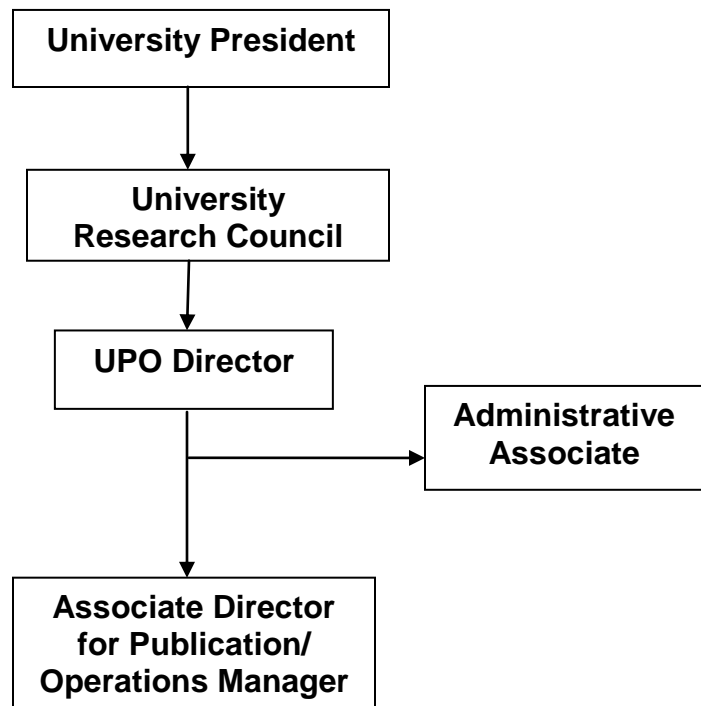 University President
University
Research Council
UPO Director
Administrative
Associate
Associate Director
for Publication/
Operations Manager